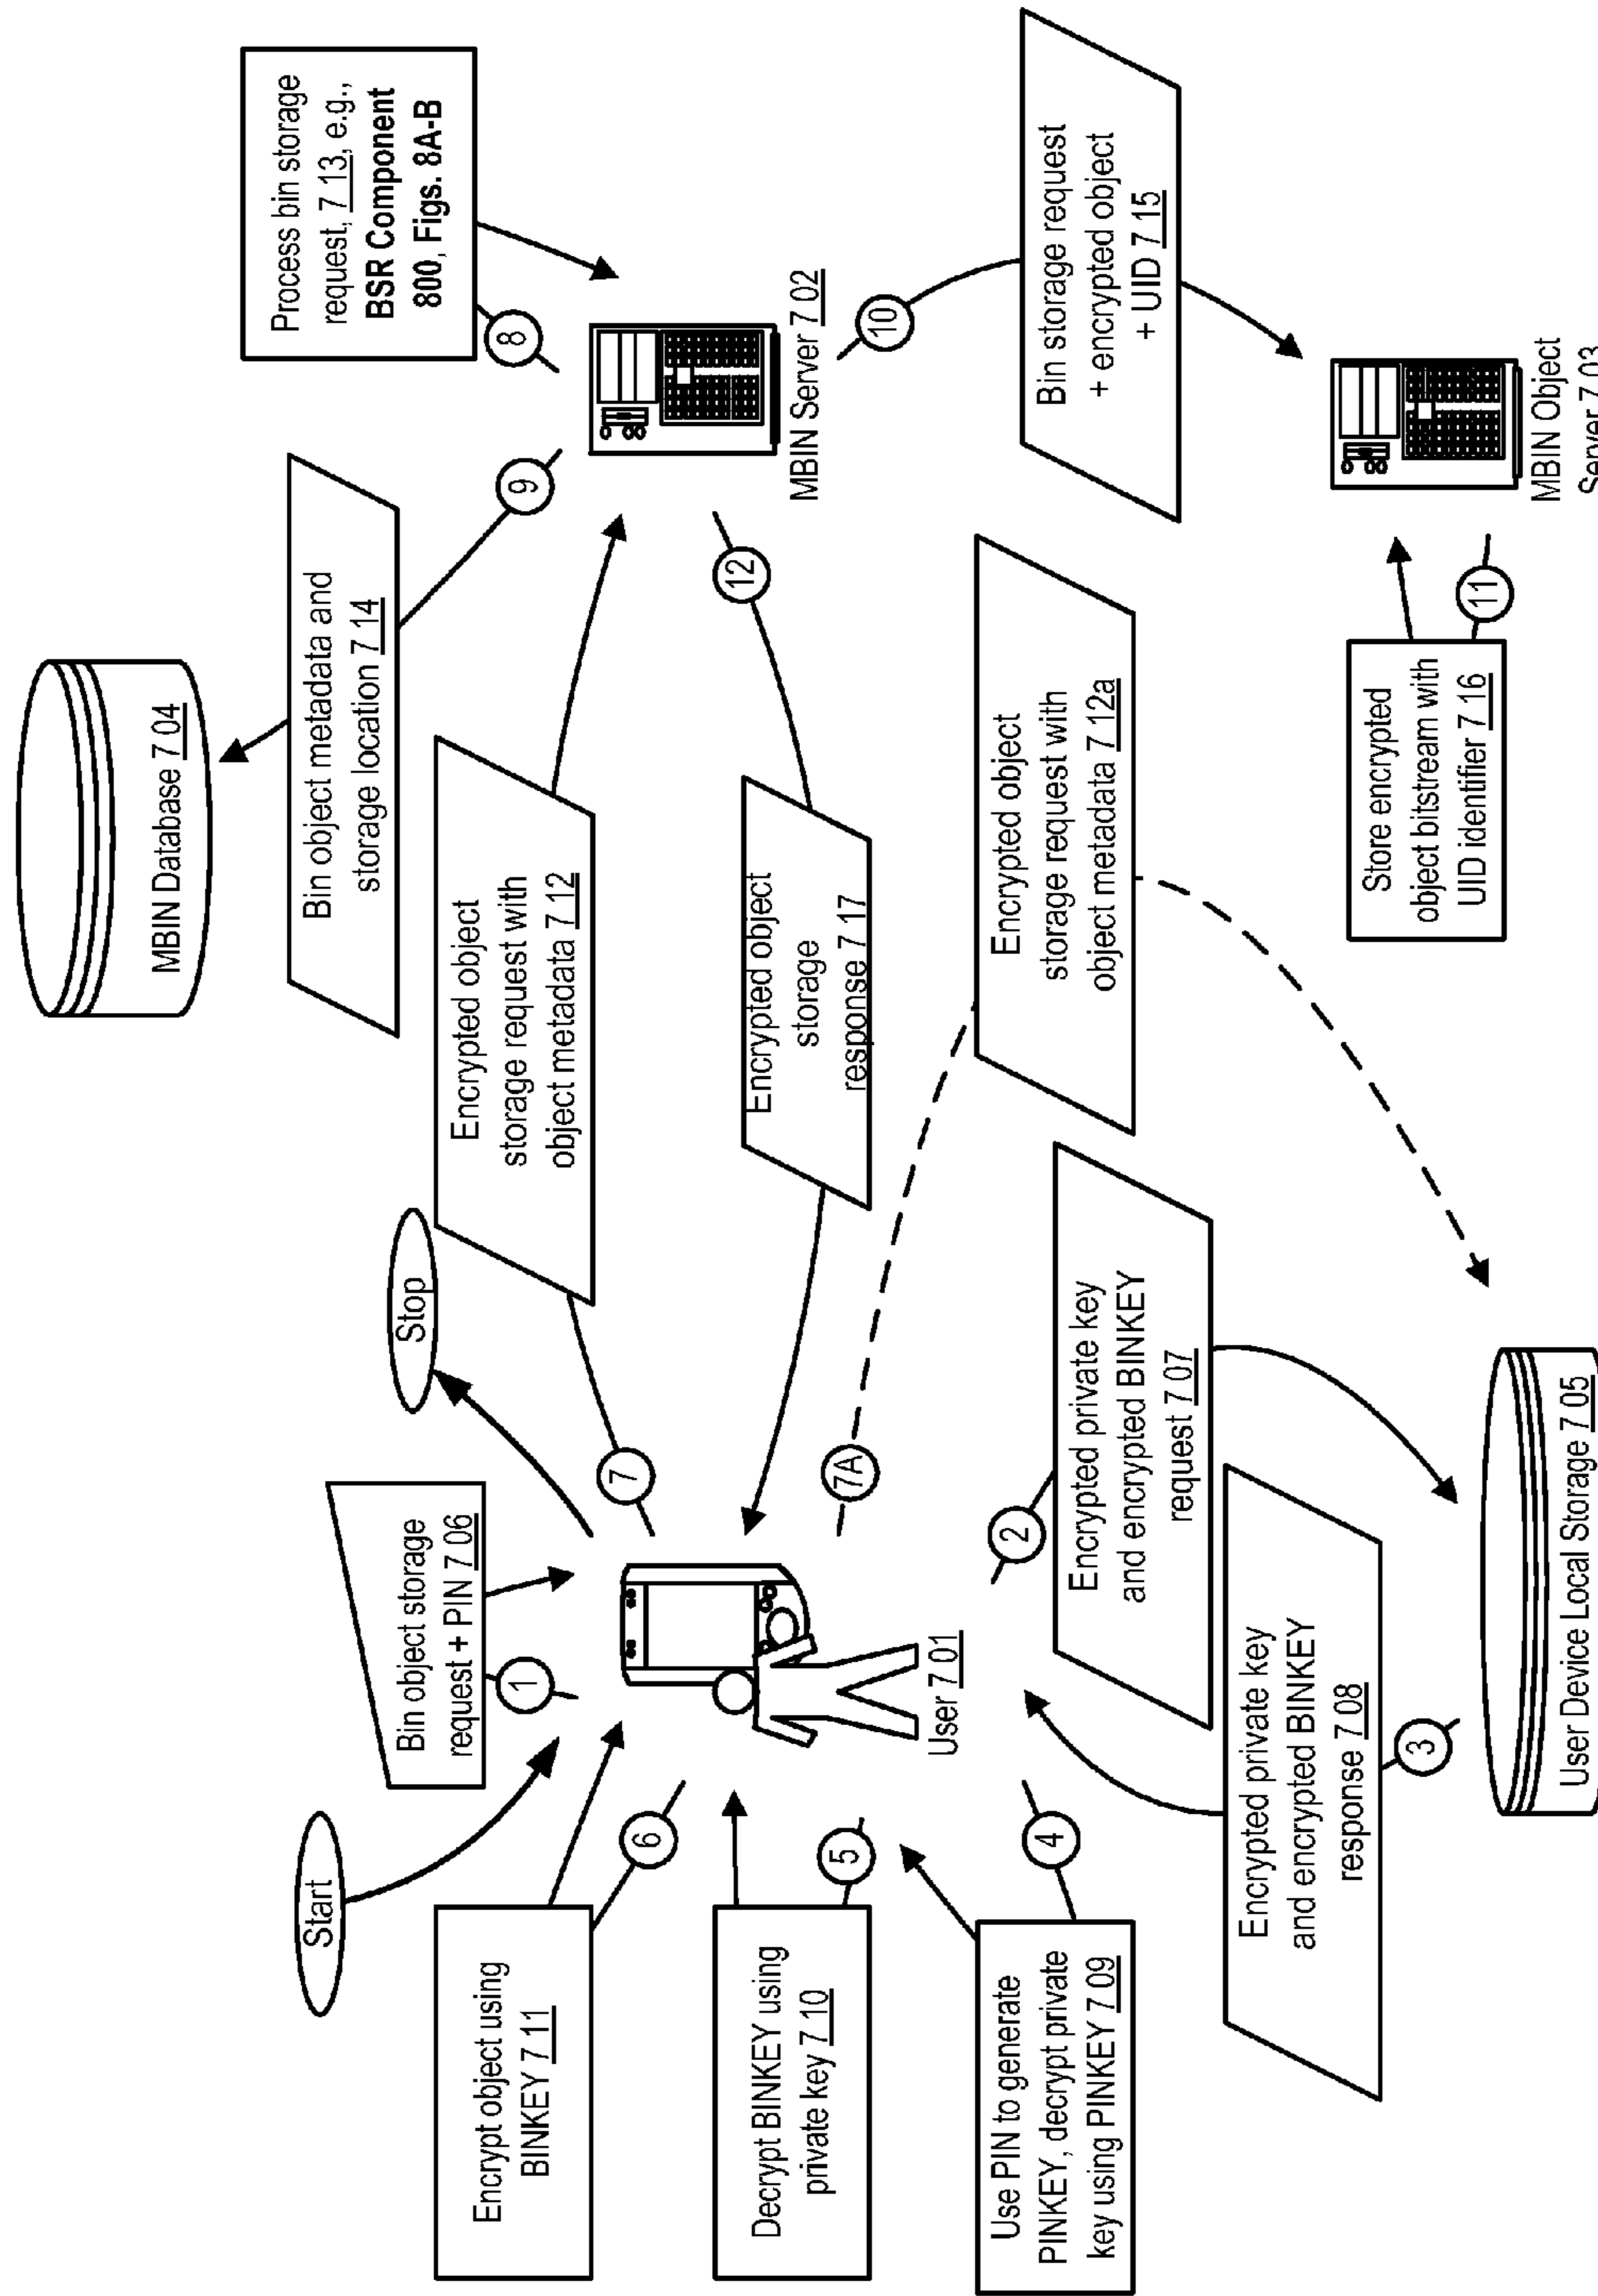 Start
Stop
Bin object storage
request + PIN 7 06
1
Encrypt object using
BINKEY 7 11
6
Decrypt BINKEY using
private key 7 10
5
Use PIN to generate
PINKEY, decrypt private
key using PINKEY 7 09
4
User 7 01
Encrypted private key
and encrypted BINKEY
request 7 07
2
Encrypted private key
and encrypted BINKEY
response 7 08
3
User Device Local Storage 7 05
7
Encrypted object
storage request with
object metadata 7 12
7A
Encrypted object
storage request with
object metadata 7 12a
Encrypted object
storage
response 7 17
12
MBIN Database 7 04
Bin object metadata and
storage location 7 14
9
Process bin storage
request, 7 13, e.g.,
BSR Component
800, Figs. 8A-B
8
MBIN Server 7 02
10
Bin storage request
+ encrypted object
+ UID 7 15
Store encrypted
object bitstream with
UID identifier 7 16
11
MBIN Object
Server 7 03